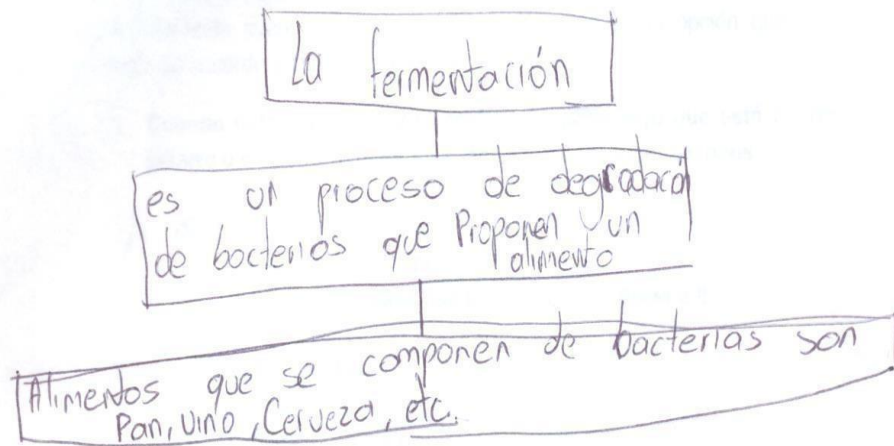 La fermentación
es un proceso de degradación
de bacterias que Proponen un
alimento
Alimentos que se componen de bacterias son
Pan, vino, Cerveza, etc.